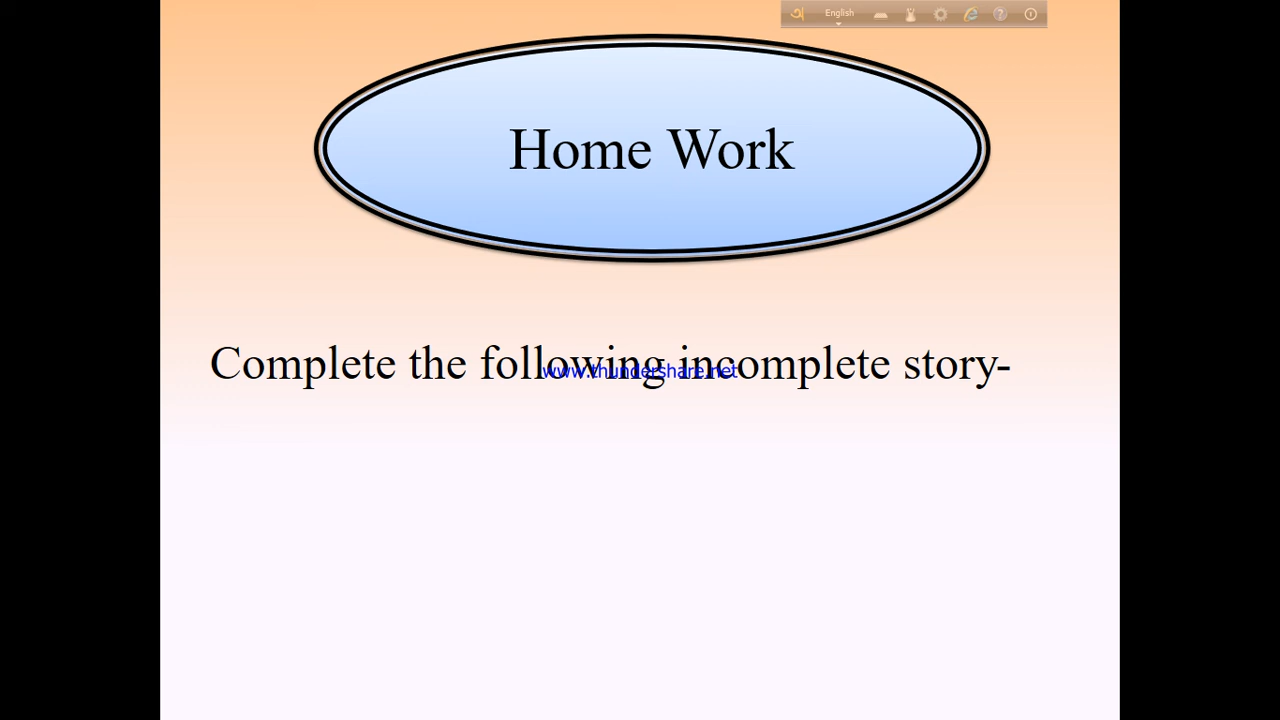 অ English
Home Work
Complete the following incomplete story-
www.thundershare.net